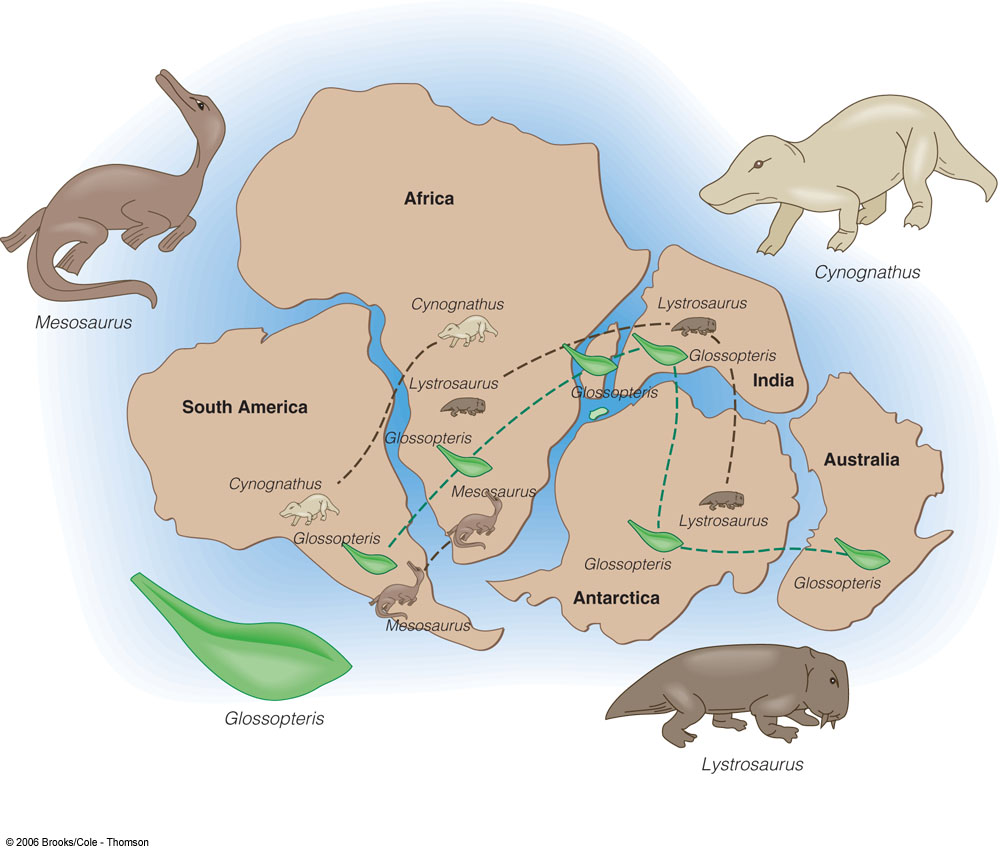 Africa
Cynognathus
Mesosaurus
Cynognathus
Lystrosaurus
Glossopteris
India
Lystrosaurus
Glossopteris
South America
Glossopteris
Australia
Cynognathus
Mesosaurus
Lystrosaurus
Glossopteris
Glossopteris
Glossopteris
Antarctica
Mesosaurus
Glossopteris
Lystrosaurus
© 2006 Brooks/Cole - Thomson